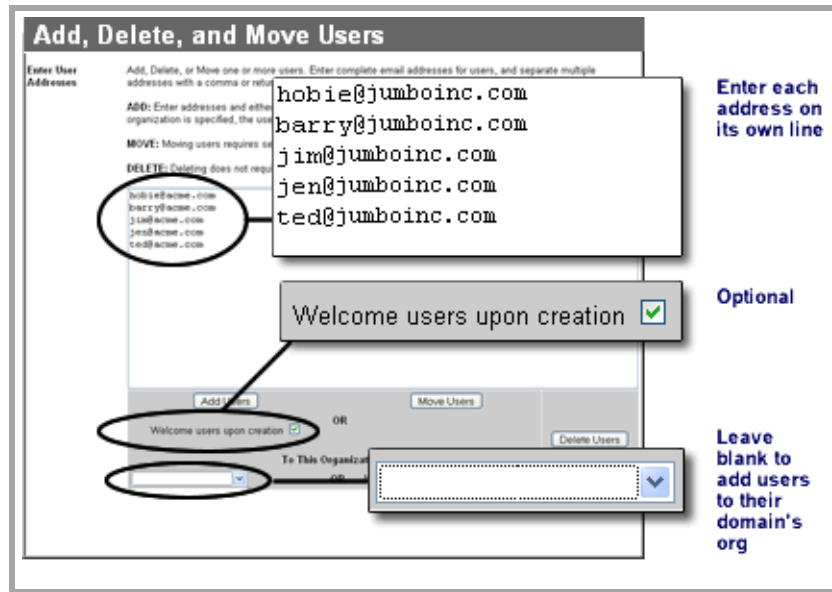 Add, Delete, and Move Users
Enter User
Addresses
Add, Delete, or Move one or more users. Enter complete email addresses for users, and separate multiple
addresses with a comma or retu
ADD: Enter addresses and eithe
organization is specified, the use
MOVE: Moving users requires se
DELETE: Deleting does not requi
hobie@acme.com
barry@acme.com
jim@acme.com
jen@acme.com
ted@acme.com
hobie@jumboinc.com
barry@jumboinc.com
jim@jumboinc.com
jen@jumboinc.com
ted@jumboinc.com
Enter each
address on
its own line
Welcome users upon creation
Optional
Add Users
Move Users
OR
Welcome users upon creation
Delete Users
To This Organizat
OR
Leave
blank to
add users
to their
domain's
org